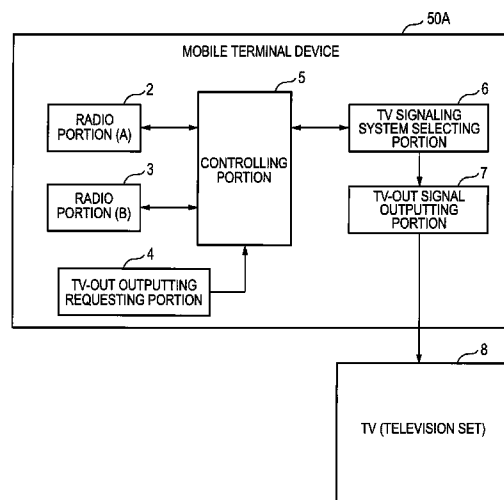 50A
MOBILE TERMINAL DEVICE
2
RADIO
PORTION (A)
3
RADIO
PORTION (B)
4
TV-OUT OUTPUTTING
REQUESTING PORTION
5
CONTROLLING
PORTION
6
TV SIGNALING
SYSTEM SELECTING
PORTION
7
TV-OUT SIGNAL
OUTPUTTING
PORTION
8
TV (TELEVISION SET)